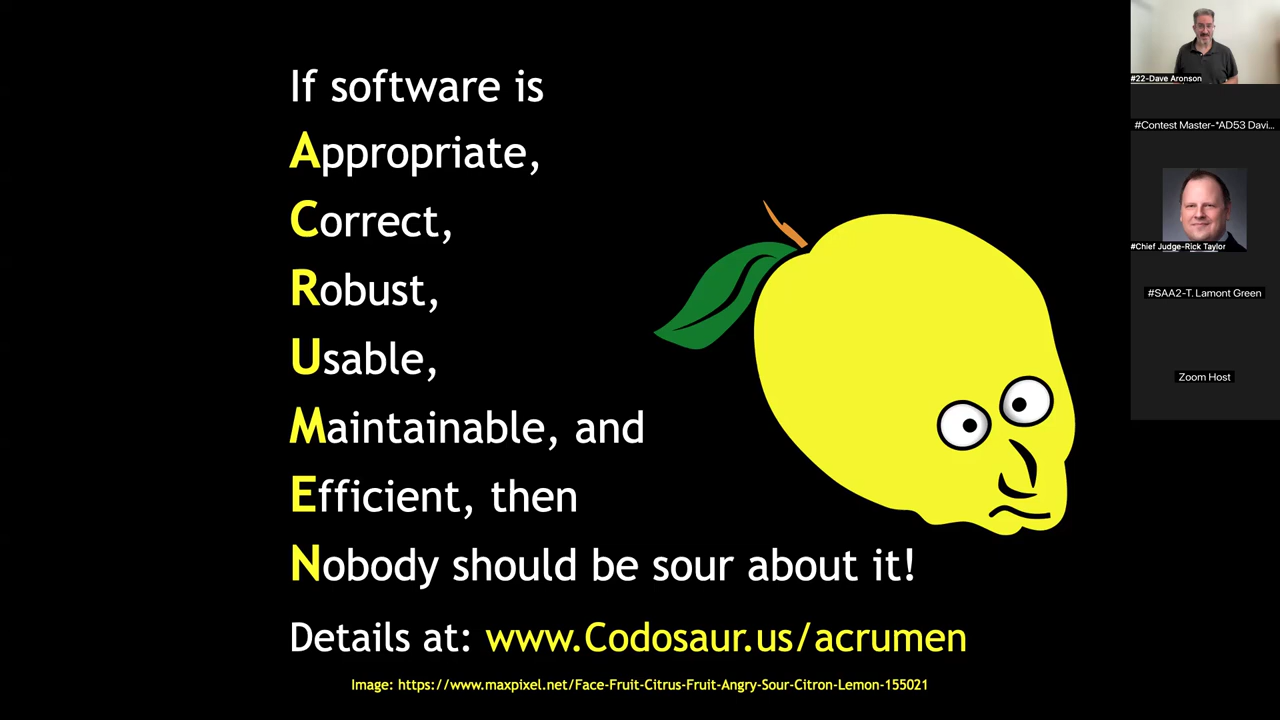 If software is
Appropriate,
Correct,
Robust,
Usable,
Maintainable, and
Efficient, then
Nobody should be sour about it!
Details at: www.Codosaur.us/acrumen
Image: https://www.maxpixel.net/Face-Fruit-Citrus-Fruit-Angry-Sour-Citron-Lemon-155021
#22-Dave Aronson
#Contest Master-*AD53 Davi...
#Chief Judge-Rick Taylor
#SAA2-T. Lamont Green
Zoom Host